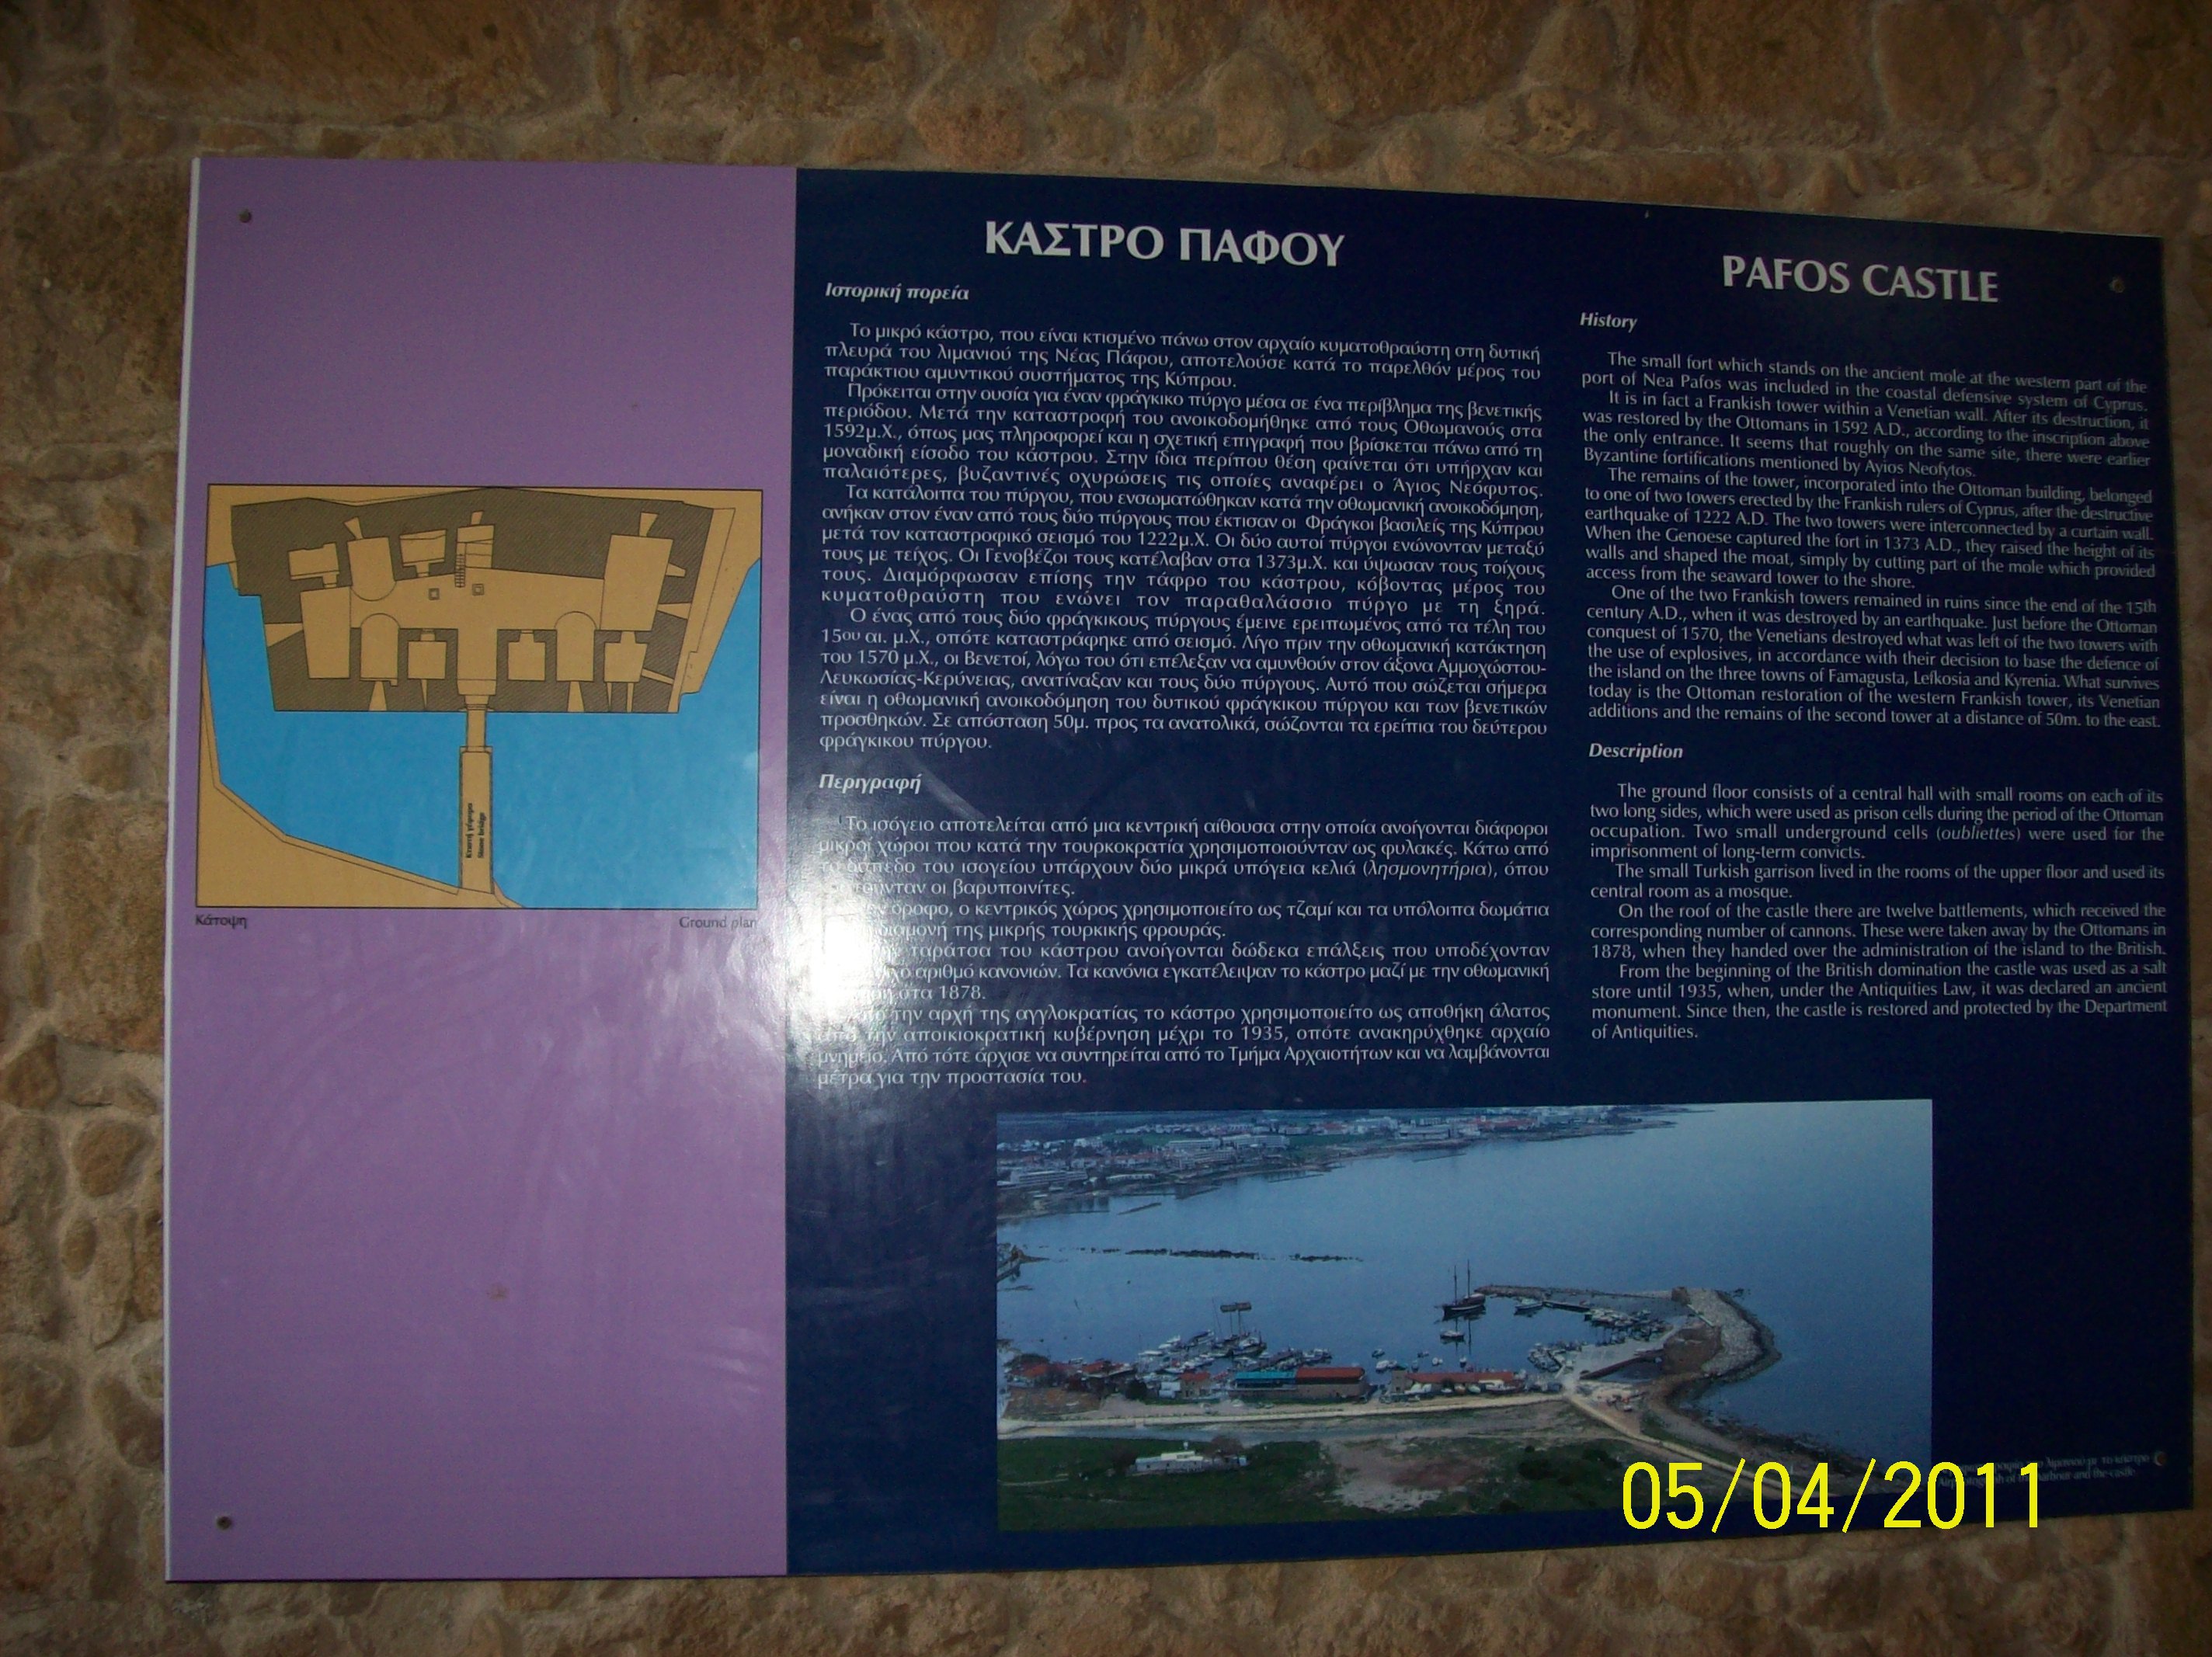 ΚΑΣΤΡΟ ΠΑΦΟΥ
Ιστορική πορεία
Το μικρό κάστρο, που είναι κτισμένο πάνω στον αρχαίο κυματοθραύστη στη δυτική
πλευρά του λιμανιού της Νέας Πάφου, αποτελούσε κατά το παρελθόν μέρος του
παράκτιου αμυντικού συστήματος της Κύπρου.
Πρόκειται στην ουσία για έναν φράγκικο πύργο μέσα σε ένα περίβλημα της βενετικής
περιόδου. Μετά την καταστροφή του ανοικοδομήθηκε από τους Οθωμανούς στα
1592μ.Χ., όπως μας πληροφορεί και η σχετική επιγραφή που βρίσκεται πάνω από τη
μοναδική είσοδο του κάστρου. Στην ίδια περίπου θέση φαίνεται ότι υπήρχαν και
παλαιότερες, βυζαντινές οχυρώσεις τις οποίες αναφέρει ο Άγιος Νεόφυτος.
Τα κατάλοιπα του πύργου, που ενσωματώθηκαν κατά την οθωμανική ανοικοδόμηση,
ανήκαν στον έναν από τους δύο πύργους που έκτισαν οι Φράγκοι βασιλείς της Κύπρου
μετά τον καταστροφικό σεισμό του 1222μ.Χ. Οι δύο αυτοί πύργοι ενώνονταν μεταξύ
τους με τείχος. Οι Γενοβέζοι τους κατέλαβαν στα 1373μ.Χ. και ύψωσαν τους τοίχους
τους. Διαμόρφωσαν επίσης την τάφρο του κάστρου, κόβοντας μέρος του
κυματοθραύστη που ενώνει τον παραθαλάσσιο πύργο με τη ξηρά.
Ο ένας από τους δύο φράγκικους πύργους έμεινε ερειπωμένος από τα τέλη του
15ου αι. μ.Χ., οπότε καταστράφηκε από σεισμό. Λίγο πριν την οθωμανική κατάκτηση
του 1570 μ.Χ., οι Βενετοί, λόγω του ότι επέλεξαν να αμυνθούν στον άξονα Αμμοχώστου-
Λευκωσίας-Κερύνειας, ανατίναξαν και τους δύο πύργους. Αυτό που σώζεται σήμερα
είναι η οθωμανική ανοικοδόμηση του δυτικού φράγκικου πύργου και των βενετικών
προσθηκών. Σε απόσταση 50μ. προς τα ανατολικά, σώζονται τα ερείπια του δεύτερου
φράγκικου πύργου.
Περιγραφή
Το ισόγειο αποτελείται από μια κεντρική αίθουσα στην οποία ανοίγονται διάφοροι
μικροί χώροι που κατά την τουρκοκρατία χρησιμοποιούνταν ως φυλακές. Κάτω από
το δάπεδο του ισογείου υπάρχουν δύο μικρά υπόγεια κελιά (λησμονητήρια), όπου
οι βαρυποινίτες.
όροφο, ο κεντρικός χώρος χρησιμοποιείτο ως τζαμί και τα υπόλοιπα δωμάτια
διαμονή της μικρής τουρκικής φρουράς.
ταράτσα του κάστρου ανοίγονται δώδεκα επάλξεις που υποδέχονταν
αριθμό κανονιών. Τα κανόνια εγκατέλειψαν το κάστρο μαζί με την οθωμανική
στα 1878.
την αρχή της αγγλοκρατίας το κάστρο χρησιμοποιείτο ως αποθήκη άλατος
από την αποικιοκρατική κυβέρνηση μέχρι το 1935, οπότε ανακηρύχθηκε αρχαίο
μνημείο. Από τότε άρχισε να συντηρείται από το Τμήμα Αρχαιοτήτων και να λαμβάνονται
μέτρα για την προστασία του.
PAFOS CASTLE
History
The small fort which stands on the ancient mole at the western part of the
port of Nea Pafos was included in the coastal defensive system of Cyprus.
It is in fact a Frankish tower within a Venetian wall. After its destruction, it
was restored by the Ottomans in 1592 A.D., according to the inscription above
the only entrance. It seems that roughly on the same site, there were earlier
Byzantine fortifications mentioned by Ayios Neofytos.
The remains of the tower, incorporated into the Ottoman building, belonged
to one of two towers erected by the Frankish rulers of Cyprus, after the destructive
earthquake of 1222 A.D. The two towers were interconnected by a curtain wall.
When the Genoese captured the fort in 1373 A.D., they raised the height of its
walls and shaped the moat, simply by cutting part of the mole which provided
access from the seaward tower to the shore.
One of the two Frankish towers remained in ruins since the end of the 15th
century A.D., when it was destroyed by an earthquake. Just before the Ottoman
conquest of 1570, the Venetians destroyed what was left of the two towers with
the use of explosives, in accordance with their decision to base the defence of
the island on the three towns of Famagusta, Lefkosia and Kyrenia. What survives
today is the Ottoman restoration of the western Frankish tower, its Venetian
additions and the remains of the second tower at a distance of 50m. to the east.
Description
The ground floor consists of a central hall with small rooms on each of its
two long sides, which were used as prison cells during the period of the Ottoman
occupation. Two small underground cells (oubliettes) were used for the
imprisonment of long-term convicts.
The small Turkish garrison lived in the rooms of the upper floor and used its
central room as a mosque.
On the roof of the castle there are twelve battlements, which received the
corresponding number of cannons. These were taken away by the Ottomans in
1878, when they handed over the administration of the island to the British.
From the beginning of the British domination the castle was used as a salt
store until 1935, when, under the Antiquities Law, it was declared an ancient
monument. Since then, the castle is restored and protected by the Department
of Antiquities.
Κτιστή γέφυρα
Stone bridge
Κάτοψη
Ground plan
λιμανιού με το κάστρο
harbour and the castle
05/04/2011